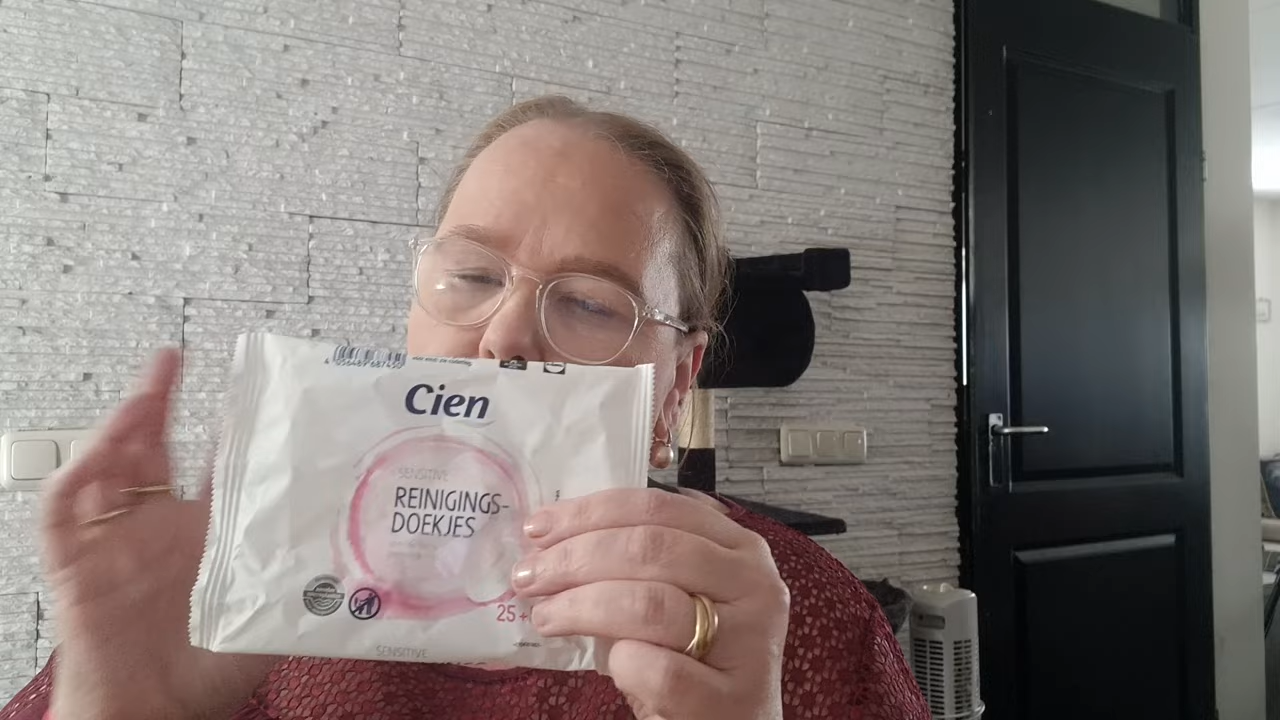 Cien
SENSITIVE
REINIGINGS-
DOEKJES
25 +
SENSITIVE